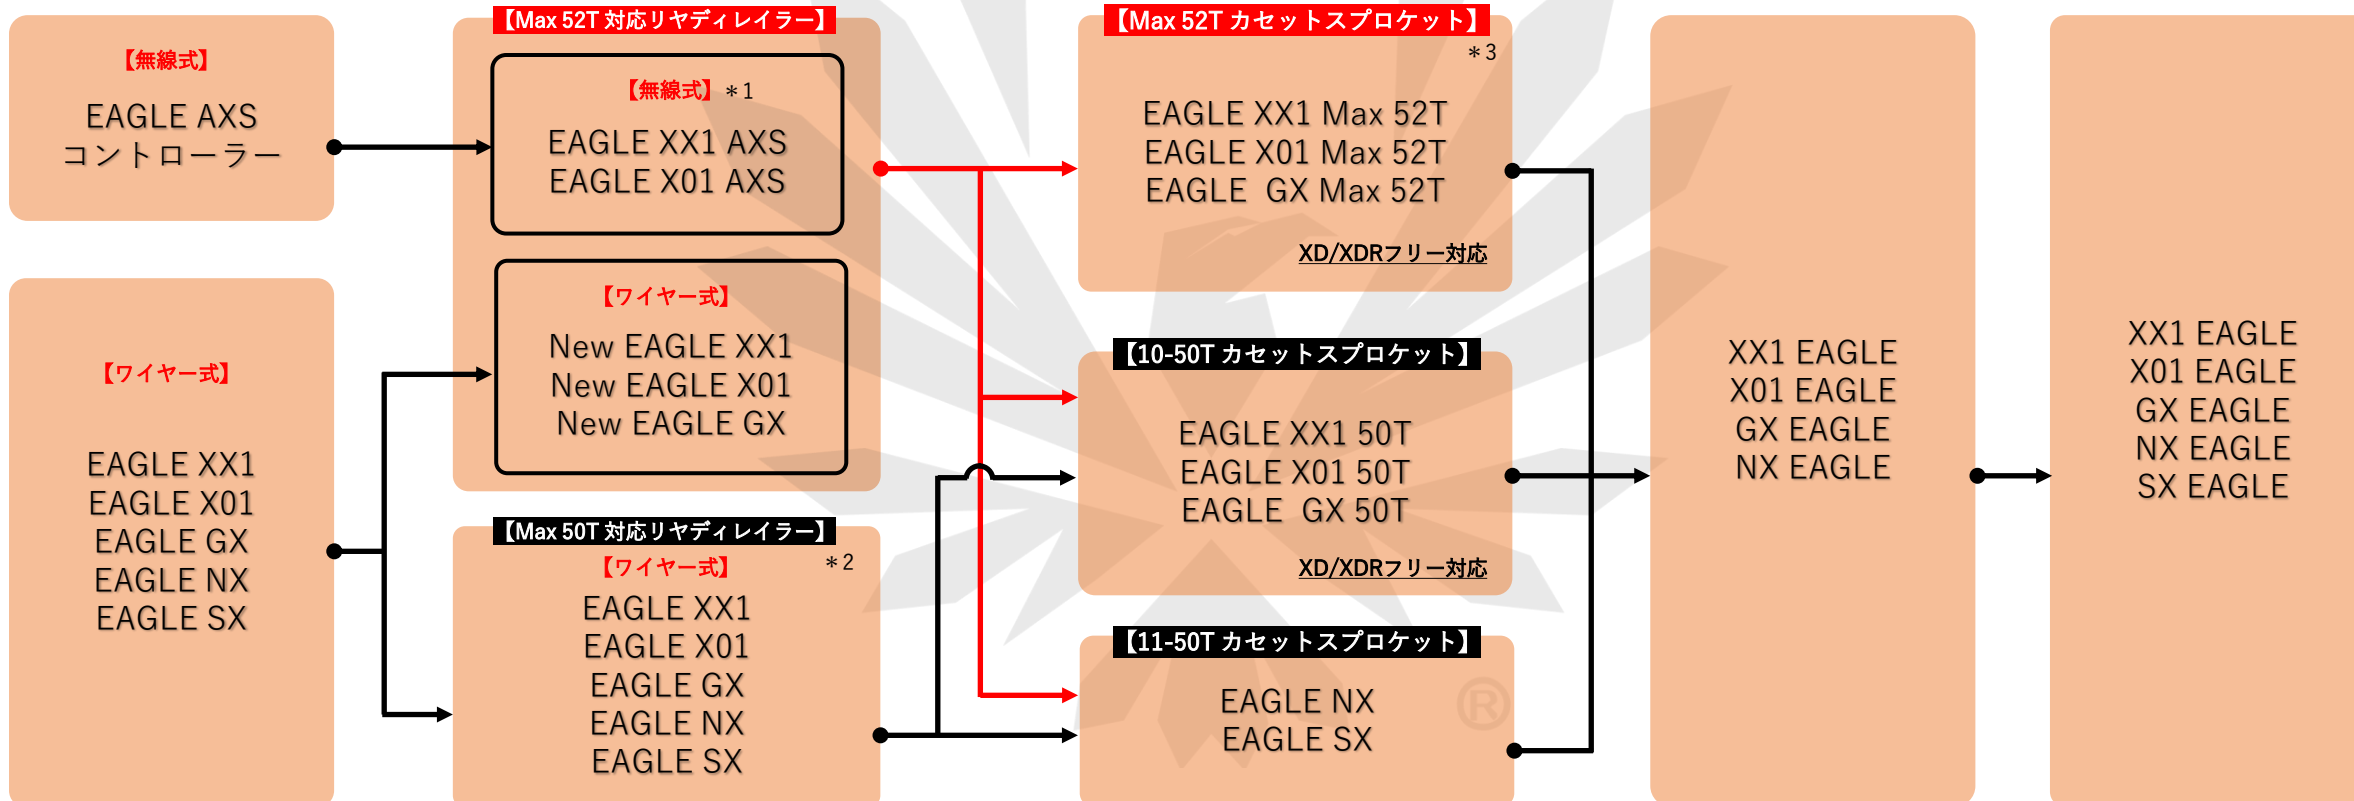 【無線式】
EAGLE AXS
コントローラー
【ワイヤー式】
EAGLE XX1
EAGLE X01
EAGLE GX
EAGLE NX
EAGLE SX
【Max 52T 対応リヤディレイラー】
【無線式】＊1
EAGLE XX1 AXS
EAGLE X01 AXS
【ワイヤー式】
New EAGLE XX1
New EAGLE X01
New EAGLE GX
【Max 50T 対応リヤディレイラー】
【ワイヤー式】 ＊2
EAGLE XX1
EAGLE X01
EAGLE GX
EAGLE NX
EAGLE SX
【Max 52T カセットスプロケット】
＊3
EAGLE XX1 Max 52T
EAGLE X01 Max 52T
EAGLE GX Max 52T
XD/XDRフリー対応
【10-50T カセットスプロケット】
EAGLE XX1 50T
EAGLE X01 50T
EAGLE GX 50T
XD/XDRフリー対応
【11-50T カセットスプロケット】
EAGLE NX
EAGLE SX
®
XX1 EAGLE
X01 EAGLE
GX EAGLE
NX EAGLE
XX1 EAGLE
X01 EAGLE
GX EAGLE
NX EAGLE
SX EAGLE